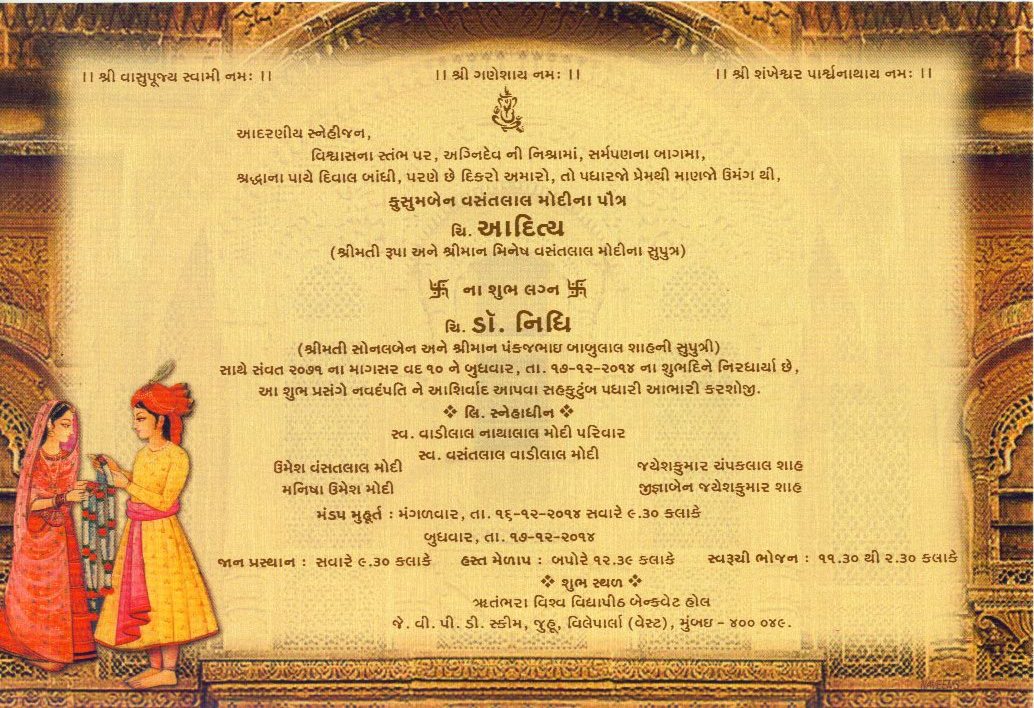 ।। શ્રી વાસુપૂજ્ય સ્વામી નમઃ ।।
।। શ્રી ગણેશાય નમઃ ।।
।। શ્રી શંખેશ્વર પાર્શ્વનાથાય નમઃ ।।
આદરણીય સ્નેહીજન,
વિશ્વાસના સ્તંભ પર, અગ્નિદેવ ની નિશ્રામાં, સર્મપણના બાગમા,
શ્રદ્ધાના પાયે દિવાલ બાંધી, પરણે છે દિકરો અમારો, તો પધારજો પ્રેમથી માણજો ઉમંગ થી,
કુસુમબેન વસંતલાલ મોદીના પૌત્ર
ચિ. આદિત્ય
(શ્રીમતી રૂપા અને શ્રીમાન મિનેષ વસંતલાલ મોદીના સુપુત્ર)
卐 ના શુભ લગ્ન 卐
ચિ. ડૉ. નિધિ
(શ્રીમતી સોનલબેન અને શ્રીમાન પંકજભાઇ બાબુલાલ શાહની સુપુત્રી)
સાથે સંવત ૨૦૭૧ ના માગસર વદ ૧૦ ને બુધવાર, તા. ૧૭-૧૨-૨૦૧૪ ના શુભદિને નિરધાર્યા છે,
આ શુભ પ્રસંગે નવદંપતિ ને આશિર્વાદ આપવા સહકુટુંબ પધારી આભારી કરશોજી.
❖ લિ. સ્નેહાધીન ❖
સ્વ. વાડીલાલ નાથાલાલ મોદી પરિવાર
સ્વ. વસંતલાલ વાડીલાલ મોદી
ઉમેશ વંસતલાલ મોદી જયેશકુમાર ચંપકલાલ શાહ
મનિષા ઉમેશ મોદી જીજ્ઞાબેન જયેશકુમાર શાહ
મંડપ મુહૂર્ત : મંગળવાર, તા. ૧૬-૧૨-૨૦૧૪ સવારે ૯.૩૦ કલાકે
બુધવાર, તા. ૧૭-૧૨-૨૦૧૪
જાન પ્રસ્થાન : સવારે ૯.૩૦ કલાકે હસ્ત મેળાપ : બપોરે ૧૨.૩૯ કલાકે સ્વરૂચી ભોજન : ૧૧.૩૦ થી ૨.૩૦ કલાકે
❖ શુભ સ્થળ ❖
ઋતંભરા વિશ્વ વિદ્યાપીઠ બેન્કવેટ હોલ
જે. વી. પી. ડી. સ્કીમ, જુહૂ, વિલેપાર્લા (વેસ્ટ), મુંબઇ - ૪૦૦ ૦૪૯.